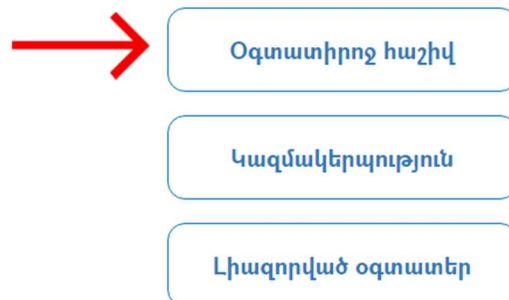 Օգտատիրոջ հաշիվ
Կազմակերպություն
Լիազորված օգտատեր